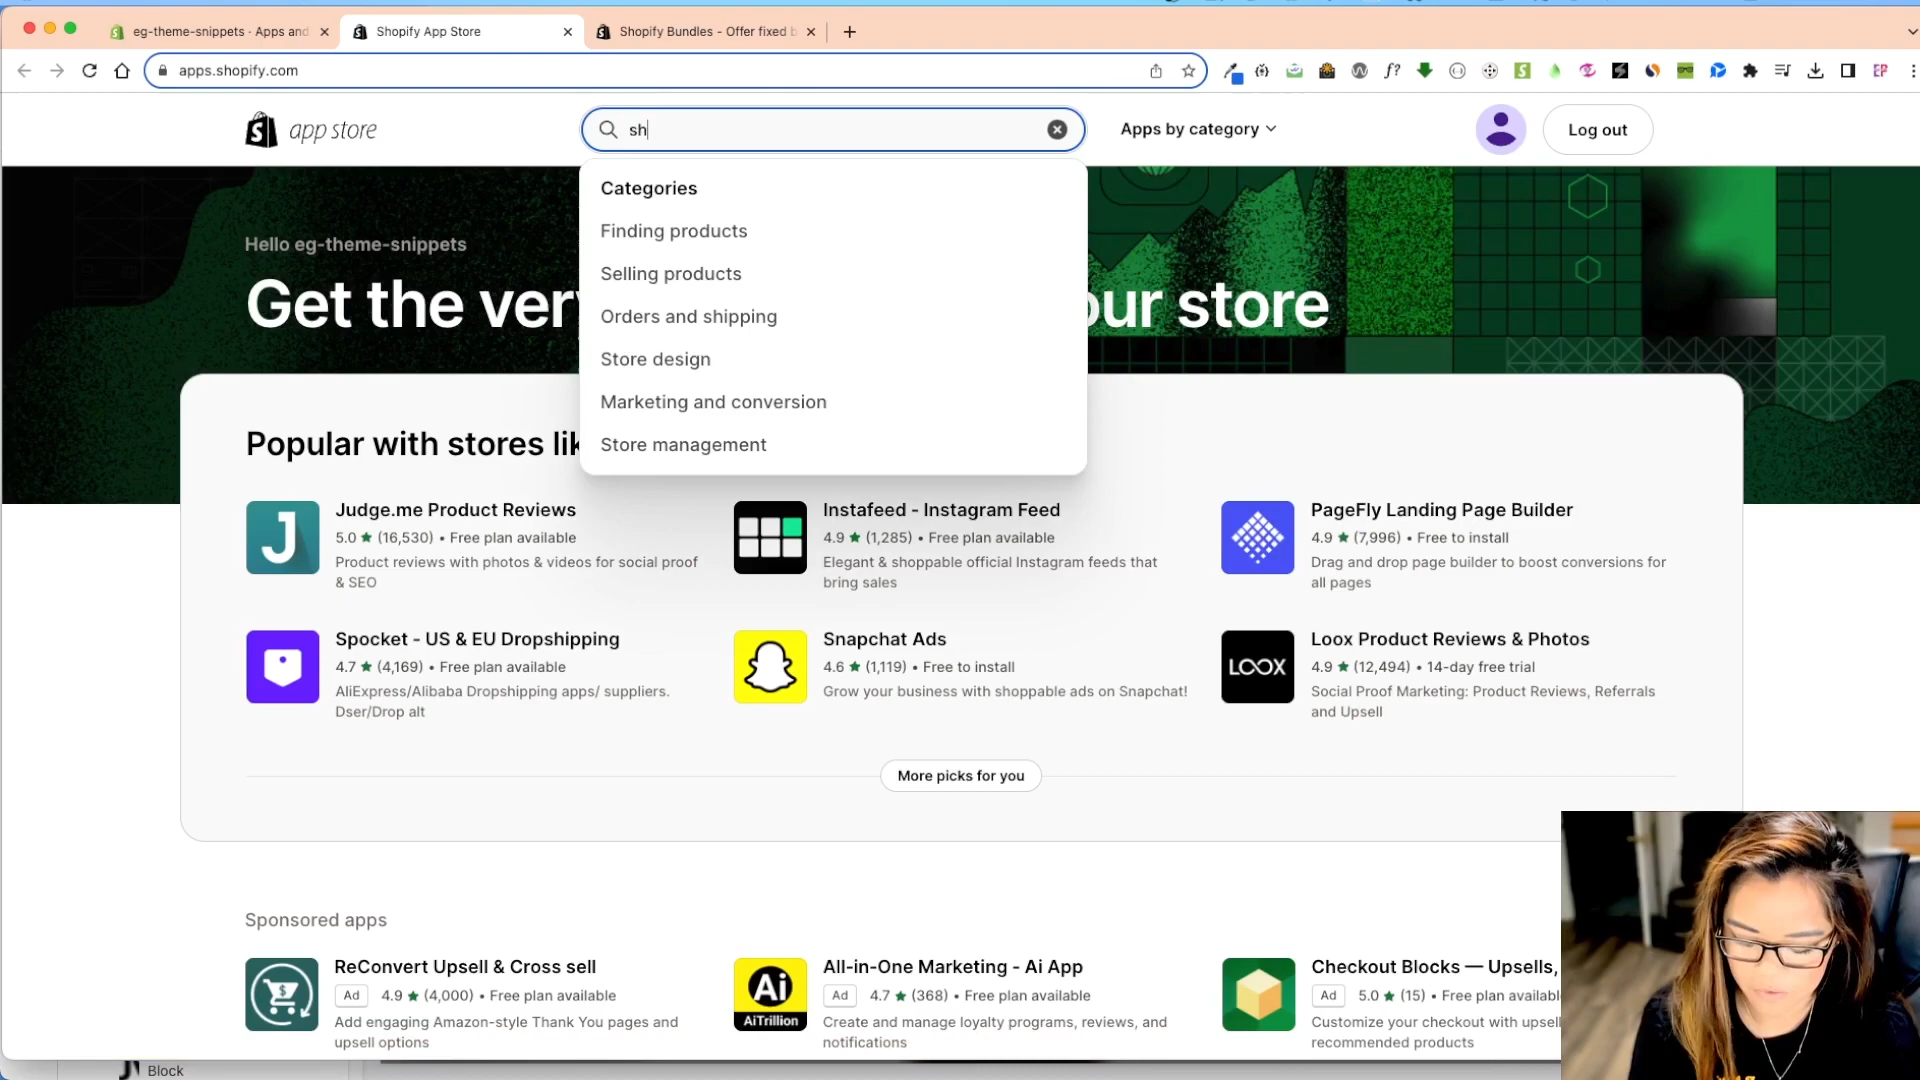 eg-theme-snippets · Apps and
Shopify App Store
Shopify Bundles - Offer fixed b
apps.shopify.com
app store
sh
Apps by category
Log out
Categories
Finding products
Selling products
Orders and shipping
Store design
Marketing and conversion
Store management
Hello eg-theme-snippets
Get the ver
our store
Popular with stores lik
Judge.me Product Reviews
5.0 ★ (16,530) • Free plan available
Product reviews with photos & videos for social proof
& SEO
Instafeed - Instagram Feed
4.9 ★ (1,285) • Free plan available
Elegant & shoppable official Instagram feeds that
bring sales
PageFly Landing Page Builder
4.9 ★ (7,996) • Free to install
Drag and drop page builder to boost conversions for
all pages
Spocket - US & EU Dropshipping
4.7 ★ (4,169) • Free plan available
AliExpress/Alibaba Dropshipping apps/ suppliers.
Dser/Drop alt
Snapchat Ads
4.6 ★ (1,119) • Free to install
Grow your business with shoppable ads on Snapchat!
LOOX
Loox Product Reviews & Photos
4.9 ★ (12,494) • 14-day free trial
Social Proof Marketing: Product Reviews, Referrals
and Upsell
More picks for you
Sponsored apps
ReConvert Upsell & Cross sell
Ad 4.9 ★ (4,000) • Free plan available
Add engaging Amazon-style Thank You pages and
upsell options
Ai
AiTrillion
All-in-One Marketing - Ai App
Ad 4.7 ★ (368) • Free plan available
Create and manage loyalty programs, reviews, and
notifications
Checkout Blocks — Upsells,
Ad 5.0 ★ (15) • Free plan availabl
Customize your checkout with upsell
recommended products
Block